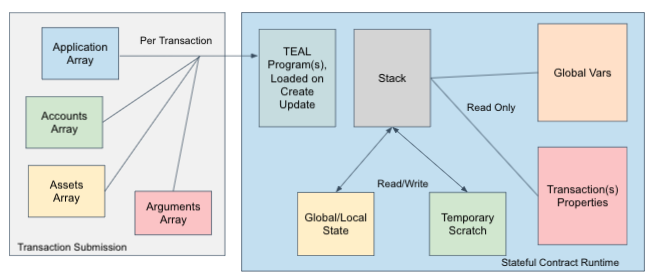 Application
Array
Per Transaction
Accounts
Array
Assets
Array
Arguments
Array
Transaction Submission
TEAL
Program(s),
Loaded on
Create
Update
Stack
Global Vars
Read Only
Read/Write
Global/Local
State
Temporary
Scratch
Transaction(s)
Properties
Stateful Contract Runtime